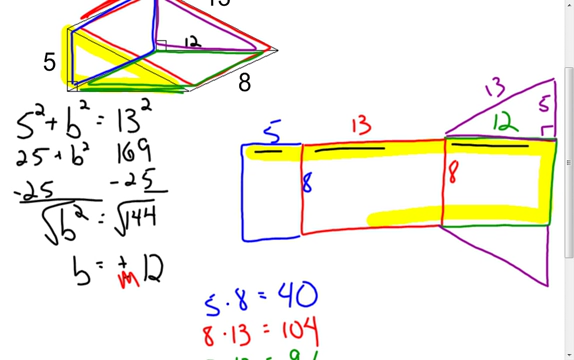 13
12
5
8
5² + b² = 13²
25 + b² 169
-25 -25
√b² = √144
b = ± 12
5
13
8
8
13
5
12
5 · 8 = 40
8 · 13 = 104